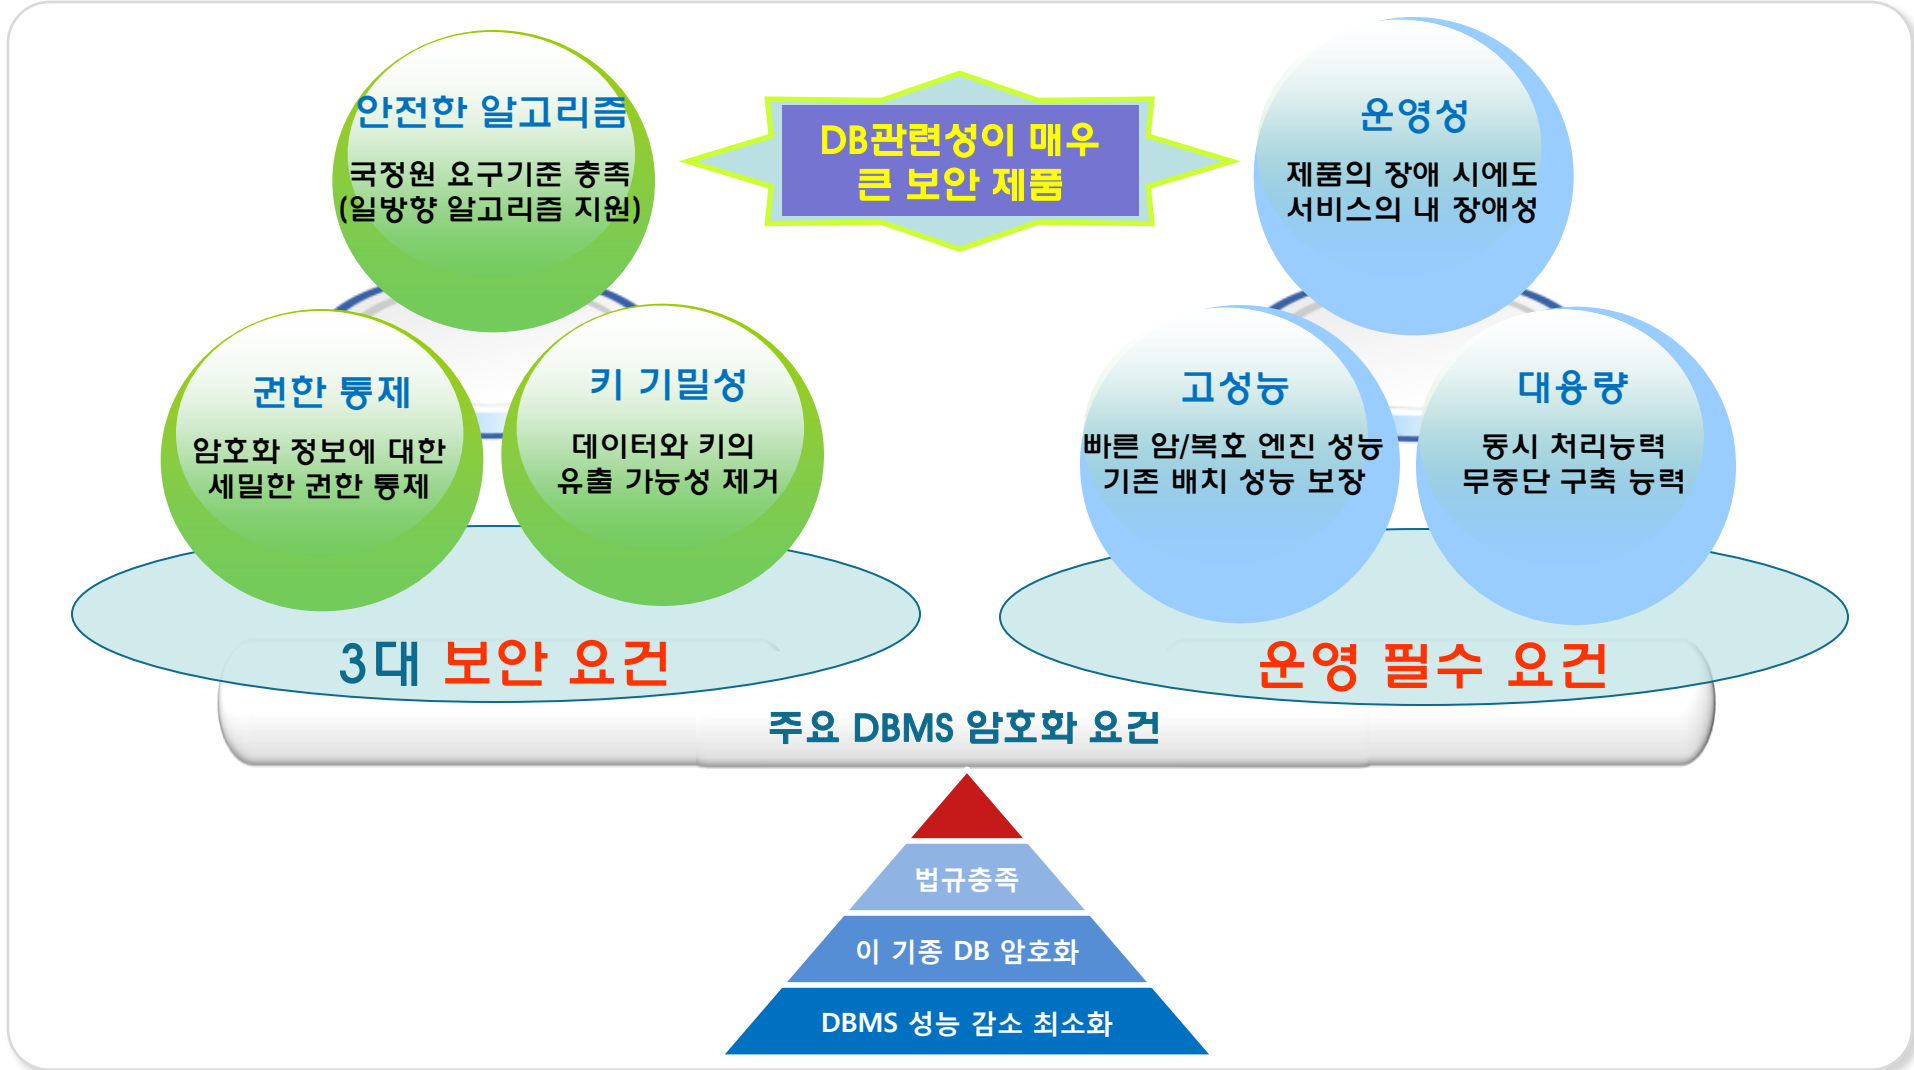 안전한 알고리즘
국정원 요구기준 충족
(일방향 알고리즘 지원)
DB관련성이 매우
큰 보안 제품
운영성
제품의 장애 시에도
서비스의 내 장애성
권한 통제
암호화 정보에 대한
세밀한 권한 통제
키 기밀성
데이터와 키의
유출 가능성 제거
고성능
빠른 암/복호 엔진 성능
기존 배치 성능 보장
대용량
동시 처리능력
무중단 구축 능력
3대 보안 요건
운영 필수 요건
주요 DBMS 암호화 요건
법규충족
이 기종 DB 암호화
DBMS 성능 감소 최소화